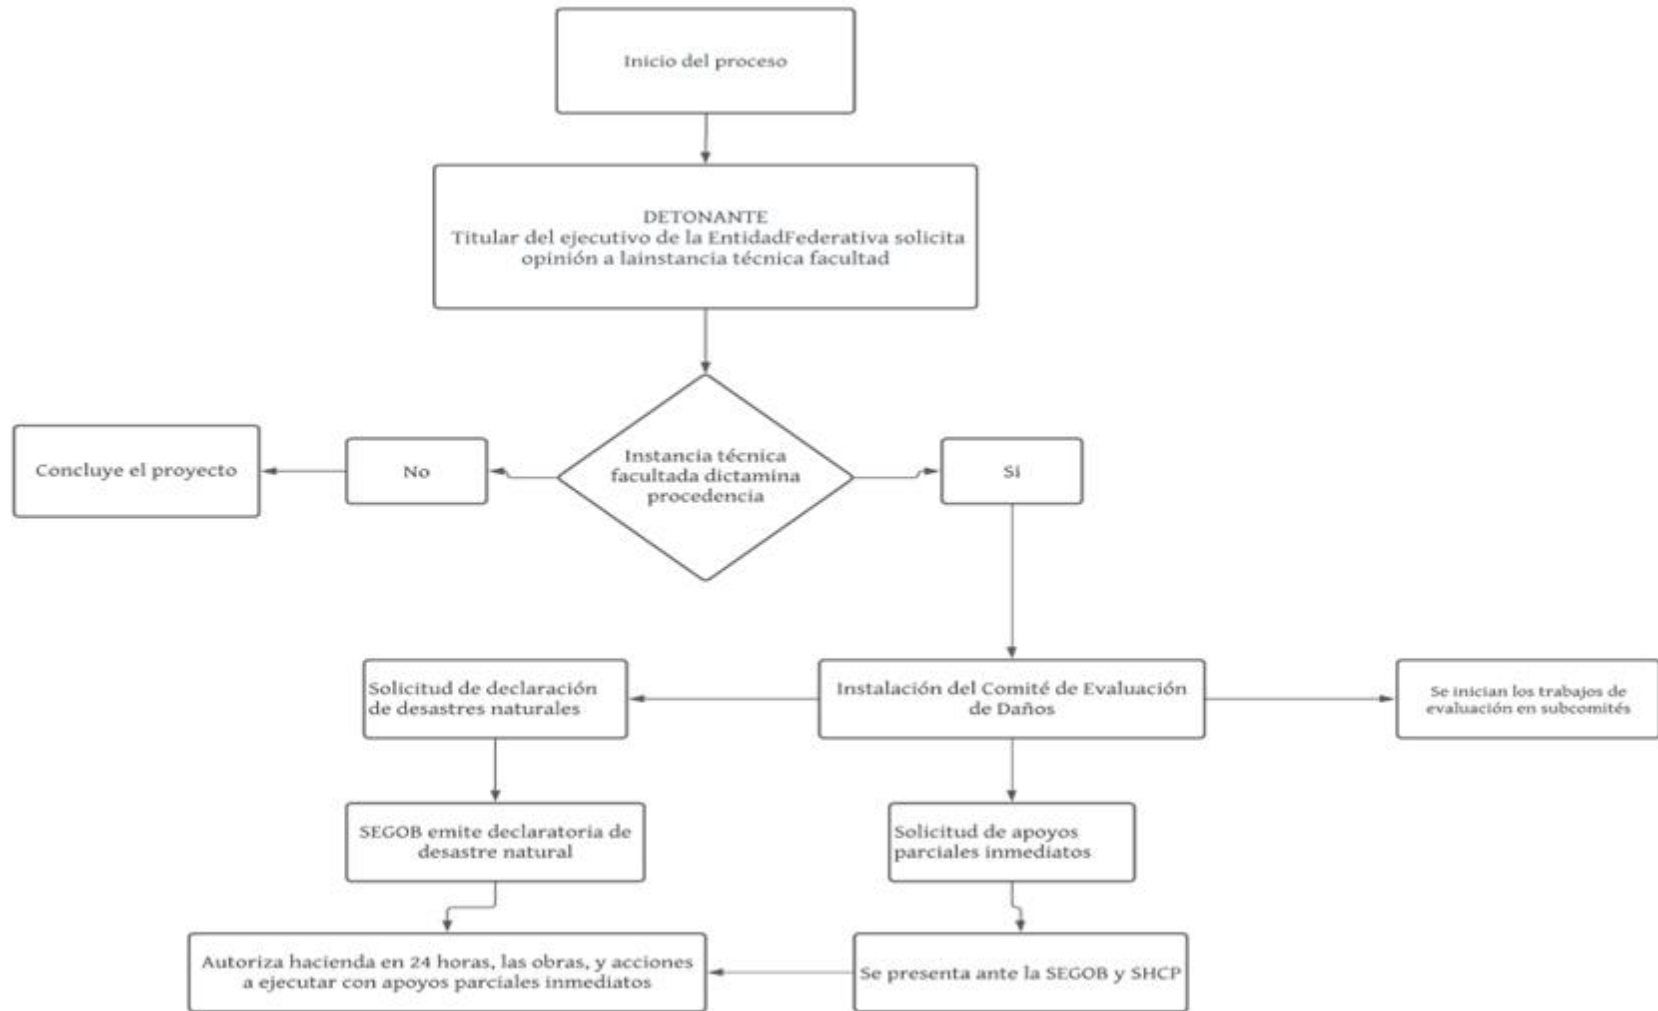 Inicio del proceso
DETONANTE
Titular del ejecutivo de la EntidadFederativa solicita
opinión a lainstancia técnica facultad
Instancia técnica
facultada dictamina
procedencia
Concluye el proyecto
No
Si
Solicitud de declaración
de desastres naturales
Instalación del Comité de Evaluación
de Daños
Se inician los trabajos de
evaluación en subcomités
SEGOB emite declaratoria de
desastre natural
Solicitud de apoyos
parciales inmediatos
Autoriza hacienda en 24 horas, las obras, y acciones
a ejecutar con apoyos parciales inmediatos
Se presenta ante la SEGOB y SHCP